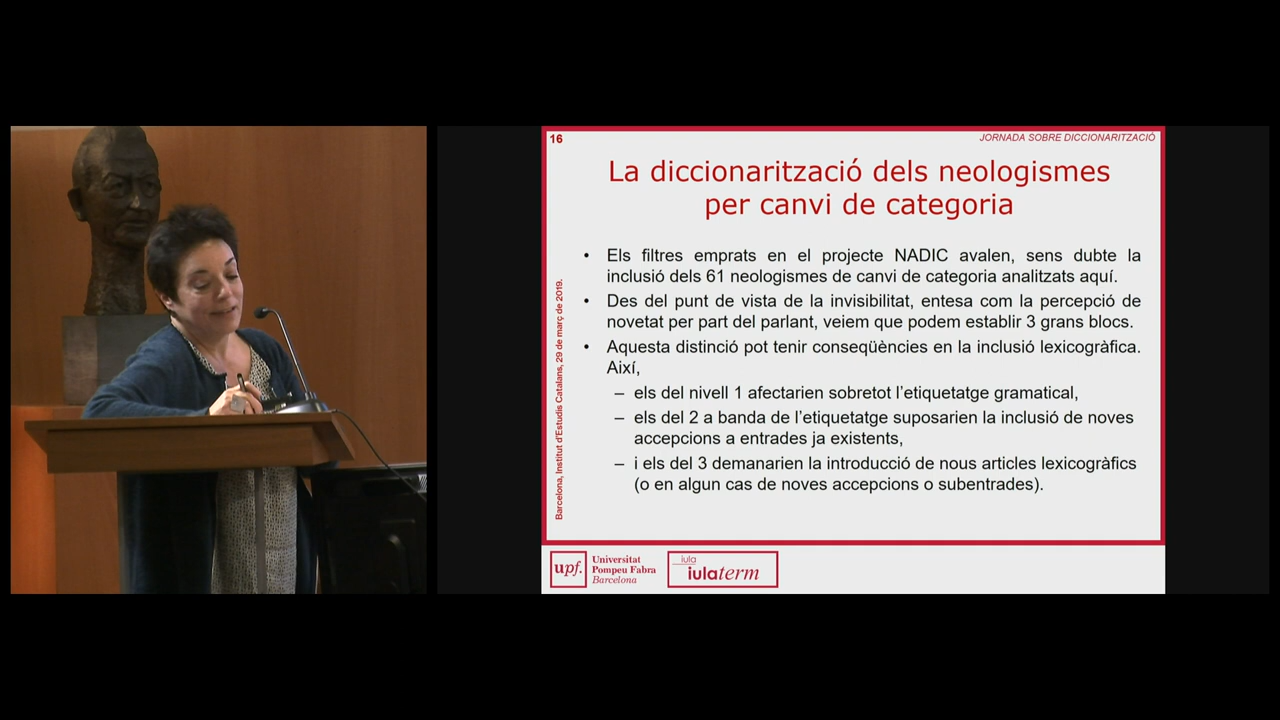 16
JORNADA SOBRE DICCIONARITZACIÓ
La diccionarització dels neologismes
per canvi de categoria
• Els filtres emprats en el projecte NADIC avalen, sens dubte la
inclusió dels 61 neologismes de canvi de categoria analitzats aquí.
• Des del punt de vista de la invisibilitat, entesa com la percepció de
novetat per part del parlant, veiem que podem establir 3 grans blocs.
• Aquesta distinció pot tenir conseqüències en la inclusió lexicogràfica.
Així,
– els del nivell 1 afectarien sobretot l’etiquetatge gramatical,
– els del 2 a banda de l’etiquetatge suposarien la inclusió de noves
accepcions a entrades ja existents,
– i els del 3 demanarien la introducció de nous articles lexicogràfics
(o en algun cas de noves accepcions o subentrades).
Barcelona, Institut d’Estudis Catalans, 29 de març de 2019.
upf.
Universitat
Pompeu Fabra
Barcelona
iula
iulaterm